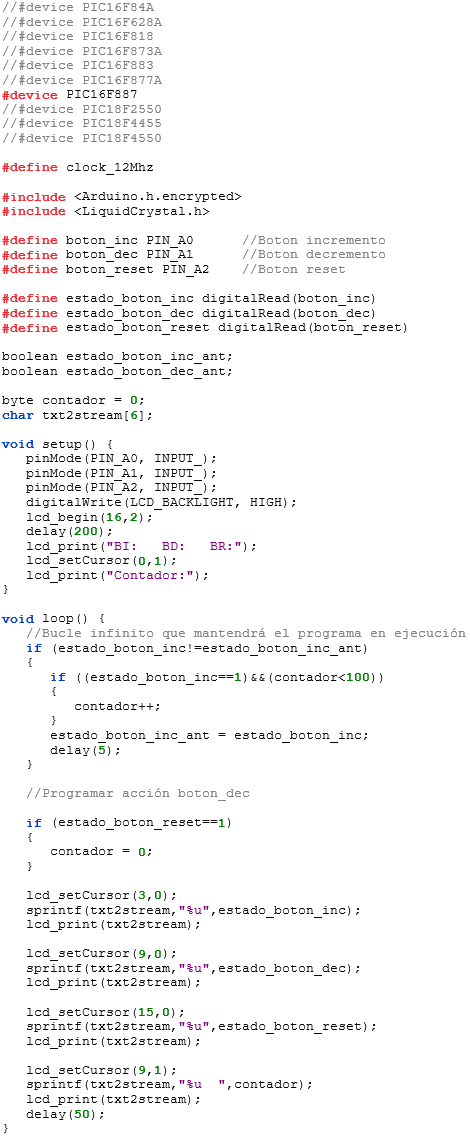 //#device PIC16F84A
//#device PIC16F628A
//#device PIC16F818
//#device PIC16F873A
//#device PIC16F883
//#device PIC16F877A
#device PIC16F887
//#device PIC18F2550
//#device PIC18F4455
//#device PIC18F4550

#define clock_12Mhz

#include <Arduino.h.encrypted>
#include <LiquidCrystal.h>

#define boton_inc PIN_A0      //Boton incremento
#define boton_dec PIN_A1      //Boton decremento
#define boton_reset PIN_A2    //Boton reset

#define estado_boton_inc digitalRead(boton_inc)
#define estado_boton_dec digitalRead(boton_dec)
#define estado_boton_reset digitalRead(boton_reset)

boolean estado_boton_inc_ant;
boolean estado_boton_dec_ant;

byte contador = 0;
char txt2stream[6];

void setup() {
   pinMode(PIN_A0, INPUT_);
   pinMode(PIN_A1, INPUT_);
   pinMode(PIN_A2, INPUT_);
   digitalWrite(LCD_BACKLIGHT, HIGH);
   lcd_begin(16,2);
   delay(200);
   lcd_print("BI:   BD:   BR:");
   lcd_setCursor(0,1);
   lcd_print("Contador:");
}

void loop() {
   //Bucle infinito que mantendrá el programa en ejecución
   if (estado_boton_inc!=estado_boton_inc_ant)
   {
      if ((estado_boton_inc==1)&&(contador<100))
      {
         contador++;
      }
      estado_boton_inc_ant = estado_boton_inc;
      delay(5);
   }

   //Programar acción boton_dec

   if (estado_boton_reset==1)
   {
      contador = 0;
   }

   lcd_setCursor(3,0);
   sprintf(txt2stream,"%u",estado_boton_inc);
   lcd_print(txt2stream);

   lcd_setCursor(9,0);
   sprintf(txt2stream,"%u",estado_boton_dec);
   lcd_print(txt2stream);

   lcd_setCursor(15,0);
   sprintf(txt2stream,"%u",estado_boton_reset);
   lcd_print(txt2stream);

   lcd_setCursor(9,1);
   sprintf(txt2stream,"%u  ",contador);
   lcd_print(txt2stream);
   delay(50);
}